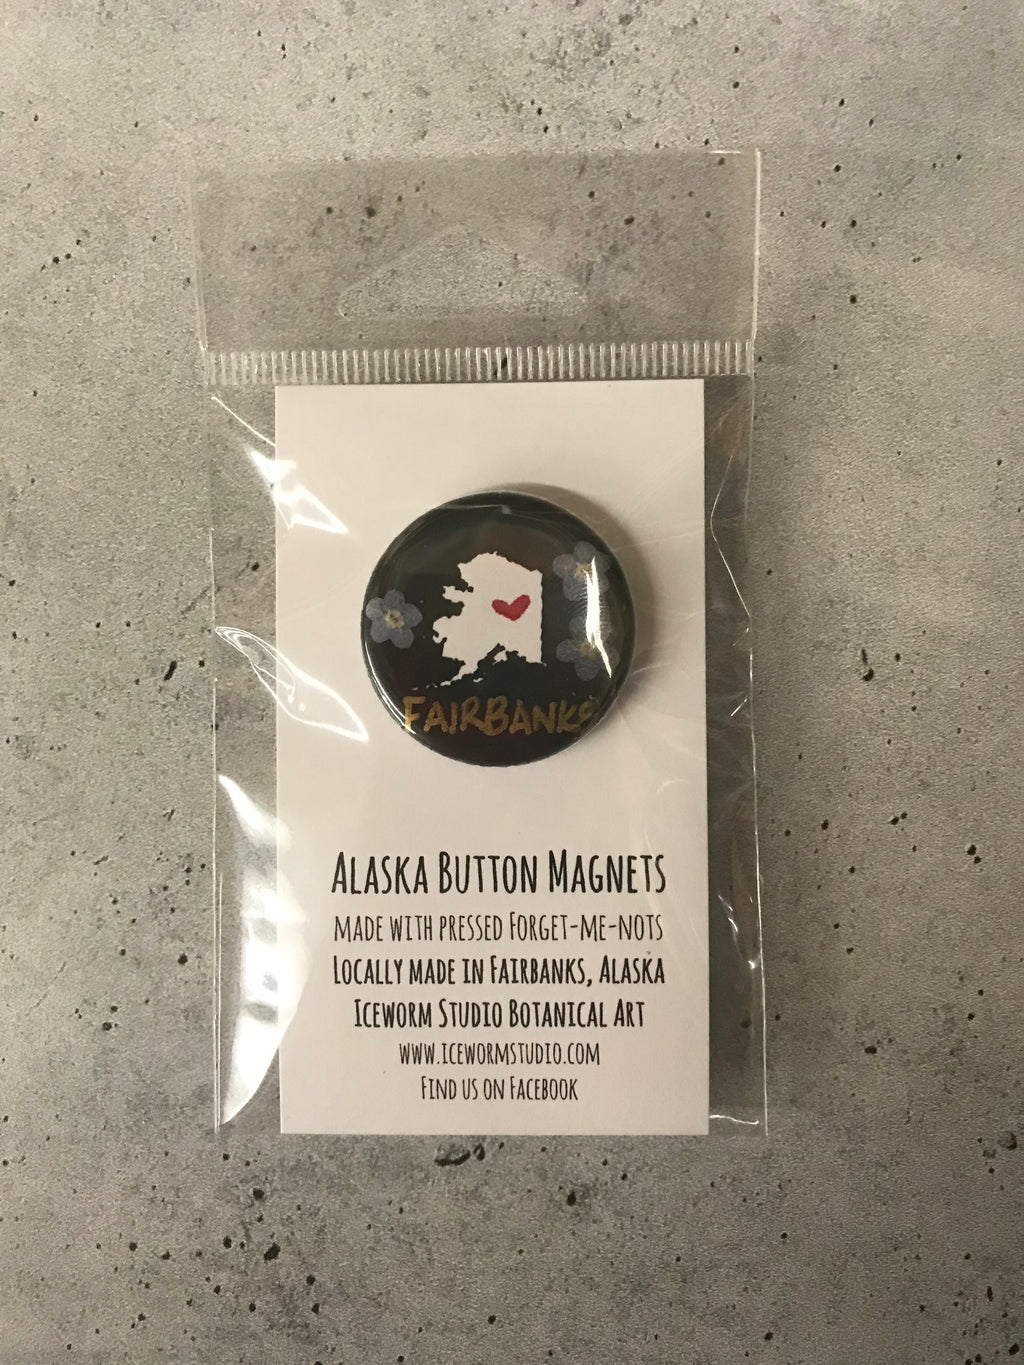 FAIRBANKS
ALASKA BUTTON MAGNETS
MADE WITH PRESSED FORGET-ME-NOTS
LOCALLY MADE IN FAIRBANKS, ALASKA
ICEWORM STUDIO BOTANICAL ART
WWW.ICEWORMSTUDIO.COM
FIND US ON FACEBOOK